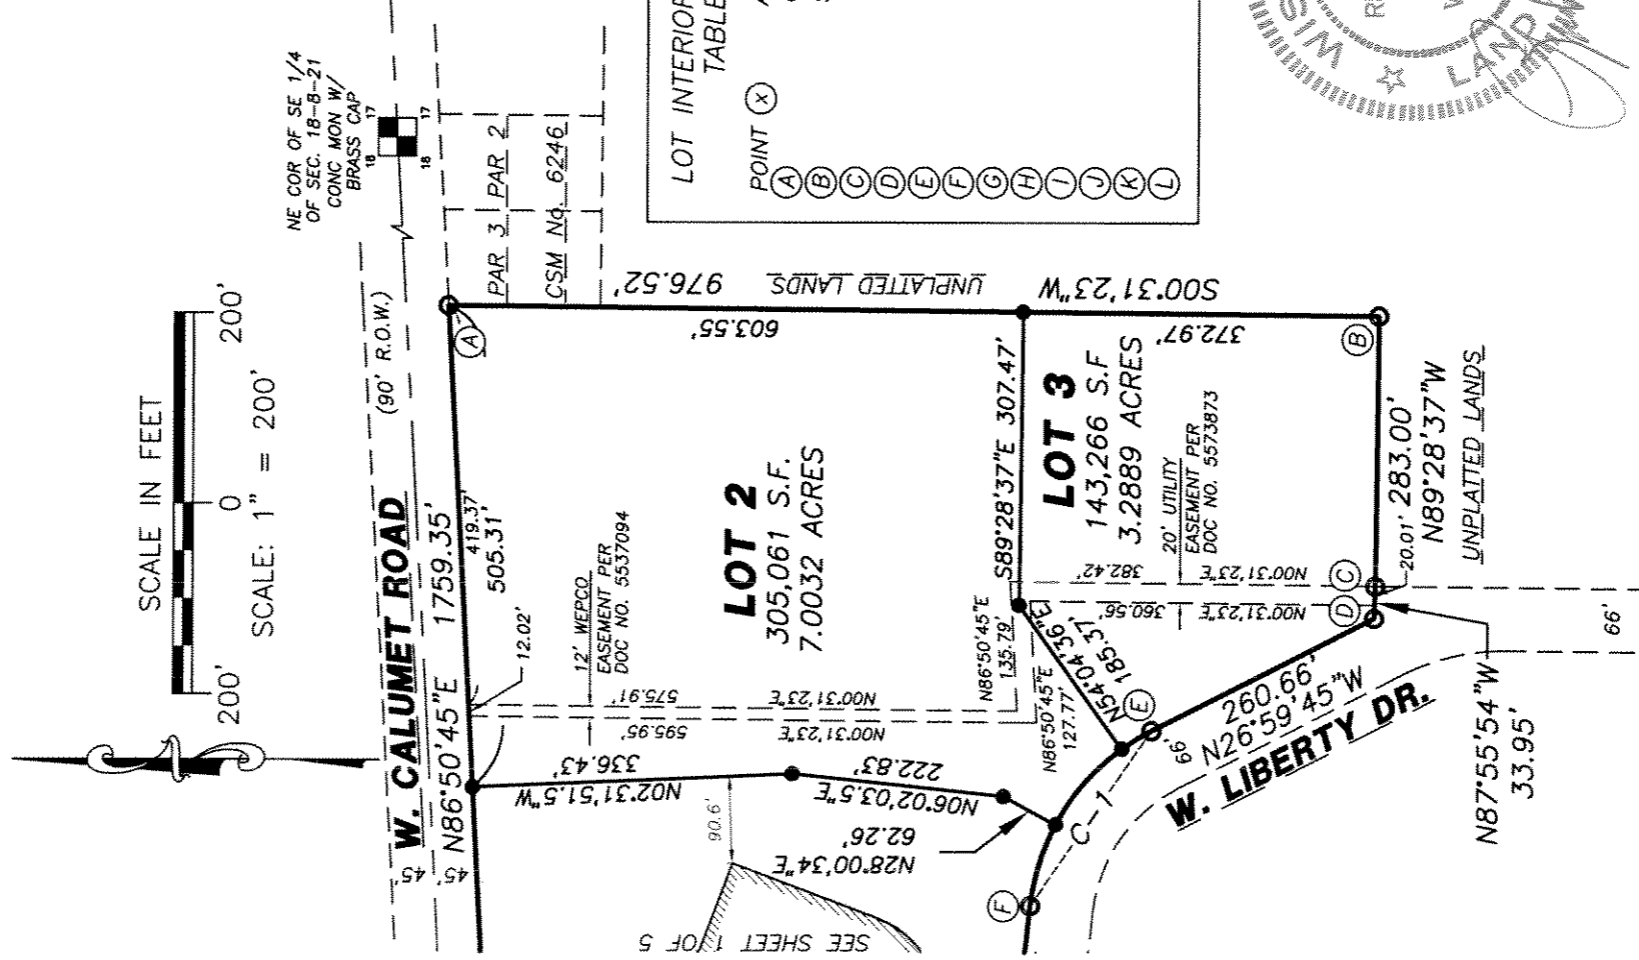 SCALE IN FEET
200' 0 200'
SCALE: 1" = 200'
NE COR OF SE 1/4
OF SEC. 18-8-21
CONC MON W/
BRASS CAP
18 17
18 17
W. CALUMET ROAD
(90' R.O.W.)
45'
45'
N86°50'45"E 1759.35'
419.37'
505.31'
12.02'
PAR 3 PAR 2
CSM No. 6246
A
LOT INTERIOR
TABLE
POINT X
A
B
C
D
E
F
G
H
I
J
K
L
UNPLATTED LANDS
976.52'
S00°31'23"W
603.55'
372.97'
12' WEPCO
EASEMENT PER
DOC NO. 5537094
N00°31'23"E
575.91'
N00°31'23"E
595.95'
LOT 2
305,061 S.F.
7.0032 ACRES
N02°31'51.5"W
336.43'
90.6'
N06°02'03.5"E
222.83'
N28°00'34"E
62.26'
SEE SHEET 1 OF 5
S89°28'37"E 307.47'
N86°50'45"E
135.79'
N86°50'45"E
127.77'
N54°04'36"E
185.37'
LOT 3
143,266 S.F
3.2889 ACRES
20' UTILITY
EASEMENT PER
DOC NO. 5573873
N00°31'23"E
382.42'
N00°31'23"E
360.56'
B
C
D
E
F
C-1
20.01'
283.00'
N89°28'37"W
UNPLATTED LANDS
260.66'
N26°59'45"W
66'
W. LIBERTY DR.
N87°55'54"W
33.95'
66'
WIS
LAND